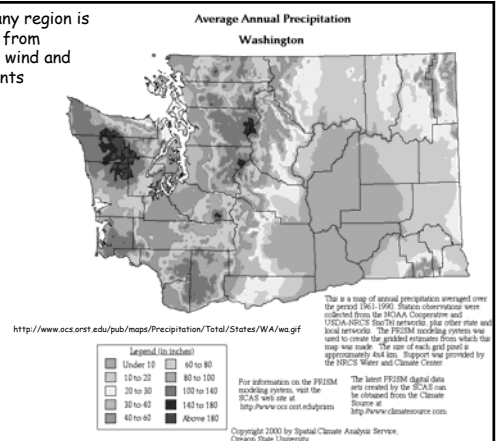 any region is
from
wind and
nts
Average Annual Precipitation
Washington
This is a map of annual precipitation averaged over
the period 1961-1990. Station observations were
collected from the NOAA Cooperative and
USDA-NRCS SnoTel networks, plus other state and
local networks. The PRISM modeling system was
used to create the gridded estimates from which this
map was made. The size of each grid pixel is
approximately 4x4 km. Support was provided by
the NRCS Water and Climate Center.
http://www.ocs.orst.edu/pub/maps/Precipitation/Total/States/WA/wa.gif
Legend (in inches)
Under 10 60 to 80
10 to 20 80 to 100
20 to 30 100 to 140
30 to 40 140 to 180
40 to 60 Above 180
For information on the PRISM
modeling system, visit the
SCAS web site at
http://www.ocs.orst.edu/prism
The latest PRISM digital data
sets created by the SCAS can
be obtained from the Climate
Source at
http://www.climatesource.com
Copyright 2000 by Spatial Climate Analysis Service,
Oregon State University